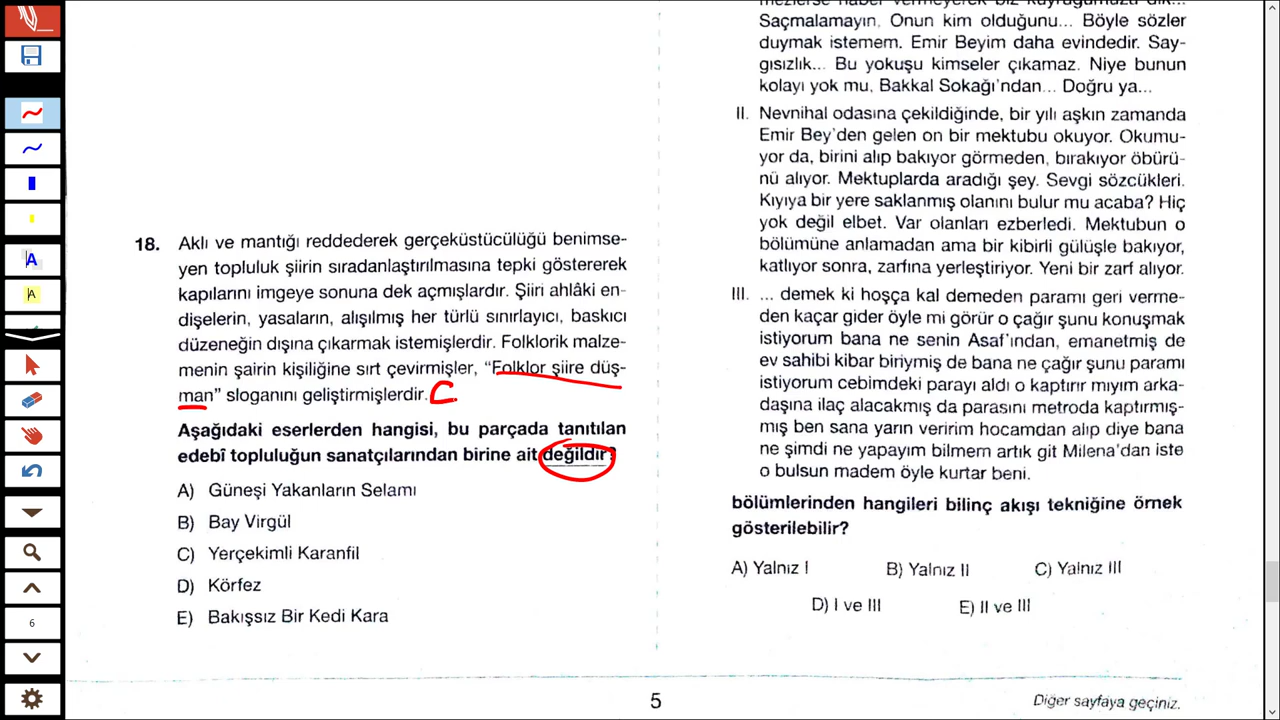 18. Aklı ve mantığı reddederek gerçeküstücülüğü benimse-
yen topluluk şiirin sıradanlaştırılmasına tepki göstererek
kapılarını imgeye sonuna dek açmışlardır. Şiiri ahlâki en-
dişelerin, yasaların, alışılmış her türlü sınırlayıcı, baskıcı
düzeneğin dışına çıkarmak istemişlerdir. Folklorik malze-
menin şairin kişiliğine sırt çevirmişler, “Folklor şiire düş-
man” sloganını geliştirmişlerdir. C
Aşağıdaki eserlerden hangisi, bu parçada tanıtılan
edebî topluluğun sanatçılarından birine ait değildir?
A) Güneşi Yakanların Selamı
B) Bay Virgül
C) Yerçekimli Karanfil
D) Körfez
E) Bakışsız Bir Kedi Kara
mezlerse haber vermeyerek biz
Saçmalamayın. Onun kim olduğunu... Böyle sözler
duymak istemem. Emir Beyim daha evindedir. Say-
gısızlık... Bu yokuşu kimseler çıkamaz. Niye bunun
kolayı yok mu, Bakkal Sokağı’ndan... Doğru ya...
II. Nevnihal odasına çekildiğinde, bir yılı aşkın zamanda
Emir Bey’den gelen on bir mektubu okuyor. Okumu-
yor da, birini alıp bakıyor görmeden, bırakıyor öbürü-
nü alıyor. Mektuplarda aradığı şey. Sevgi sözcükleri.
Kıyıya bir yere saklanmış olanını bulur mu acaba? Hiç
yok değil elbet. Var olanları ezberledi. Mektubun o
bölümüne anlamadan ama bir kibirli gülüşle bakıyor,
katlıyor sonra, zarfına yerleştiriyor. Yeni bir zarf alıyor.
III. ... demek ki hoşça kal demeden paramı geri verme-
den kaçar gider öyle mi görür o çağır şunu konuşmak
istiyorum bana ne senin Asaf’ından, emanetmiş de
ev sahibi kibar biriymiş de bana ne çağır şunu paramı
istiyorum cebimdeki parayı aldı o kaptırır mıyım arka-
daşına ilaç alacakmış da parasını metroda kaptırmış-
mış ben sana yarın veririm hocamdan alıp diye bana
ne şimdi ne yapayım bilmem artık git Milena’dan iste
o bulsun madem öyle kurtar beni.
bölümlerinden hangileri bilinç akışı tekniğine örnek
gösterilebilir?
A) Yalnız I B) Yalnız II C) Yalnız III
D) I ve III E) II ve III
5
Diğer sayfaya geçiniz.
A
A
6